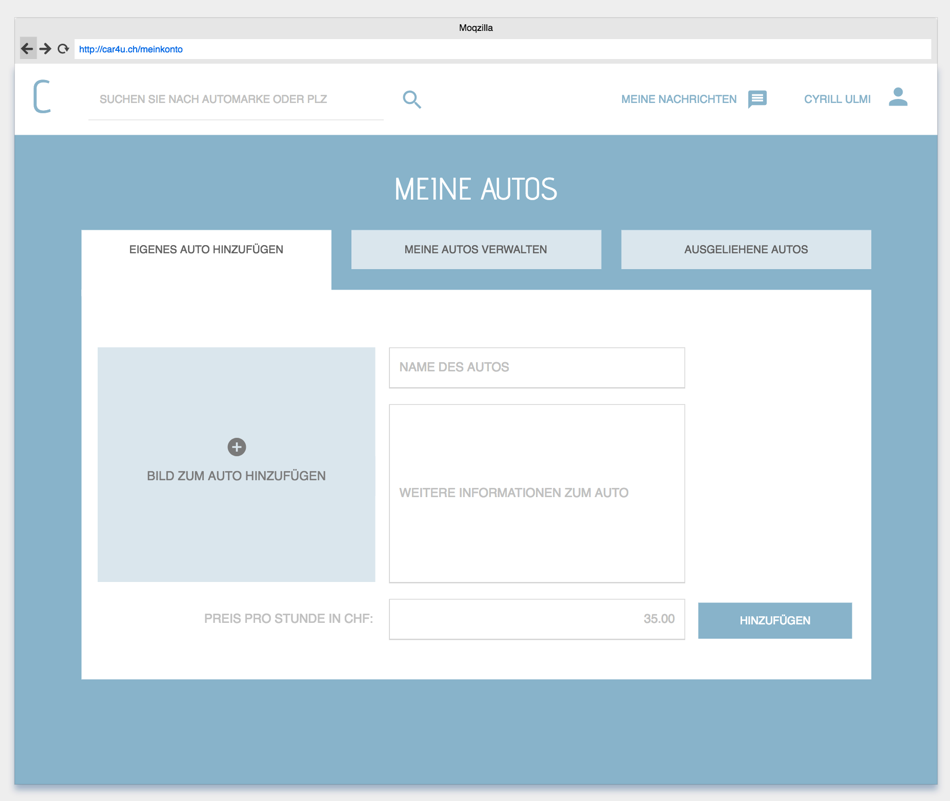 Moqzilla
http://car4u.ch/meinkonto
C
SUCHEN SIE NACH AUTOMARKE ODER PLZ
MEINE NACHRICHTEN
CYRILL ULMI
MEINE AUTOS
EIGENES AUTO HINZUFÜGEN
MEINE AUTOS VERWALTEN
AUSGELIEHENE AUTOS
BILD ZUM AUTO HINZUFÜGEN
NAME DES AUTOS
WEITERE INFORMATIONEN ZUM AUTO
PREIS PRO STUNDE IN CHF:
35.00
HINZUFÜGEN